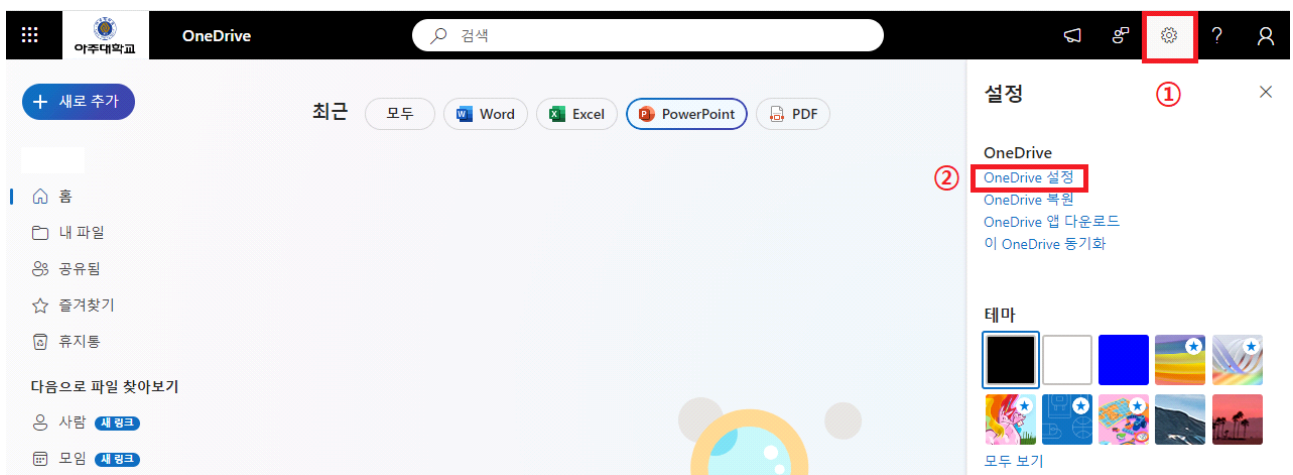 아주대학교
OneDrive
검색
?
새로 추가
최근
모두
Word
Excel
PowerPoint
PDF
홈
내 파일
공유됨
즐겨찾기
휴지통
다음으로 파일 찾아보기
사람 새 링크
모임 새 링크
설정
①
OneDrive
②
OneDrive 설정
OneDrive 복원
OneDrive 앱 다운로드
이 OneDrive 동기화
테마
모두 보기